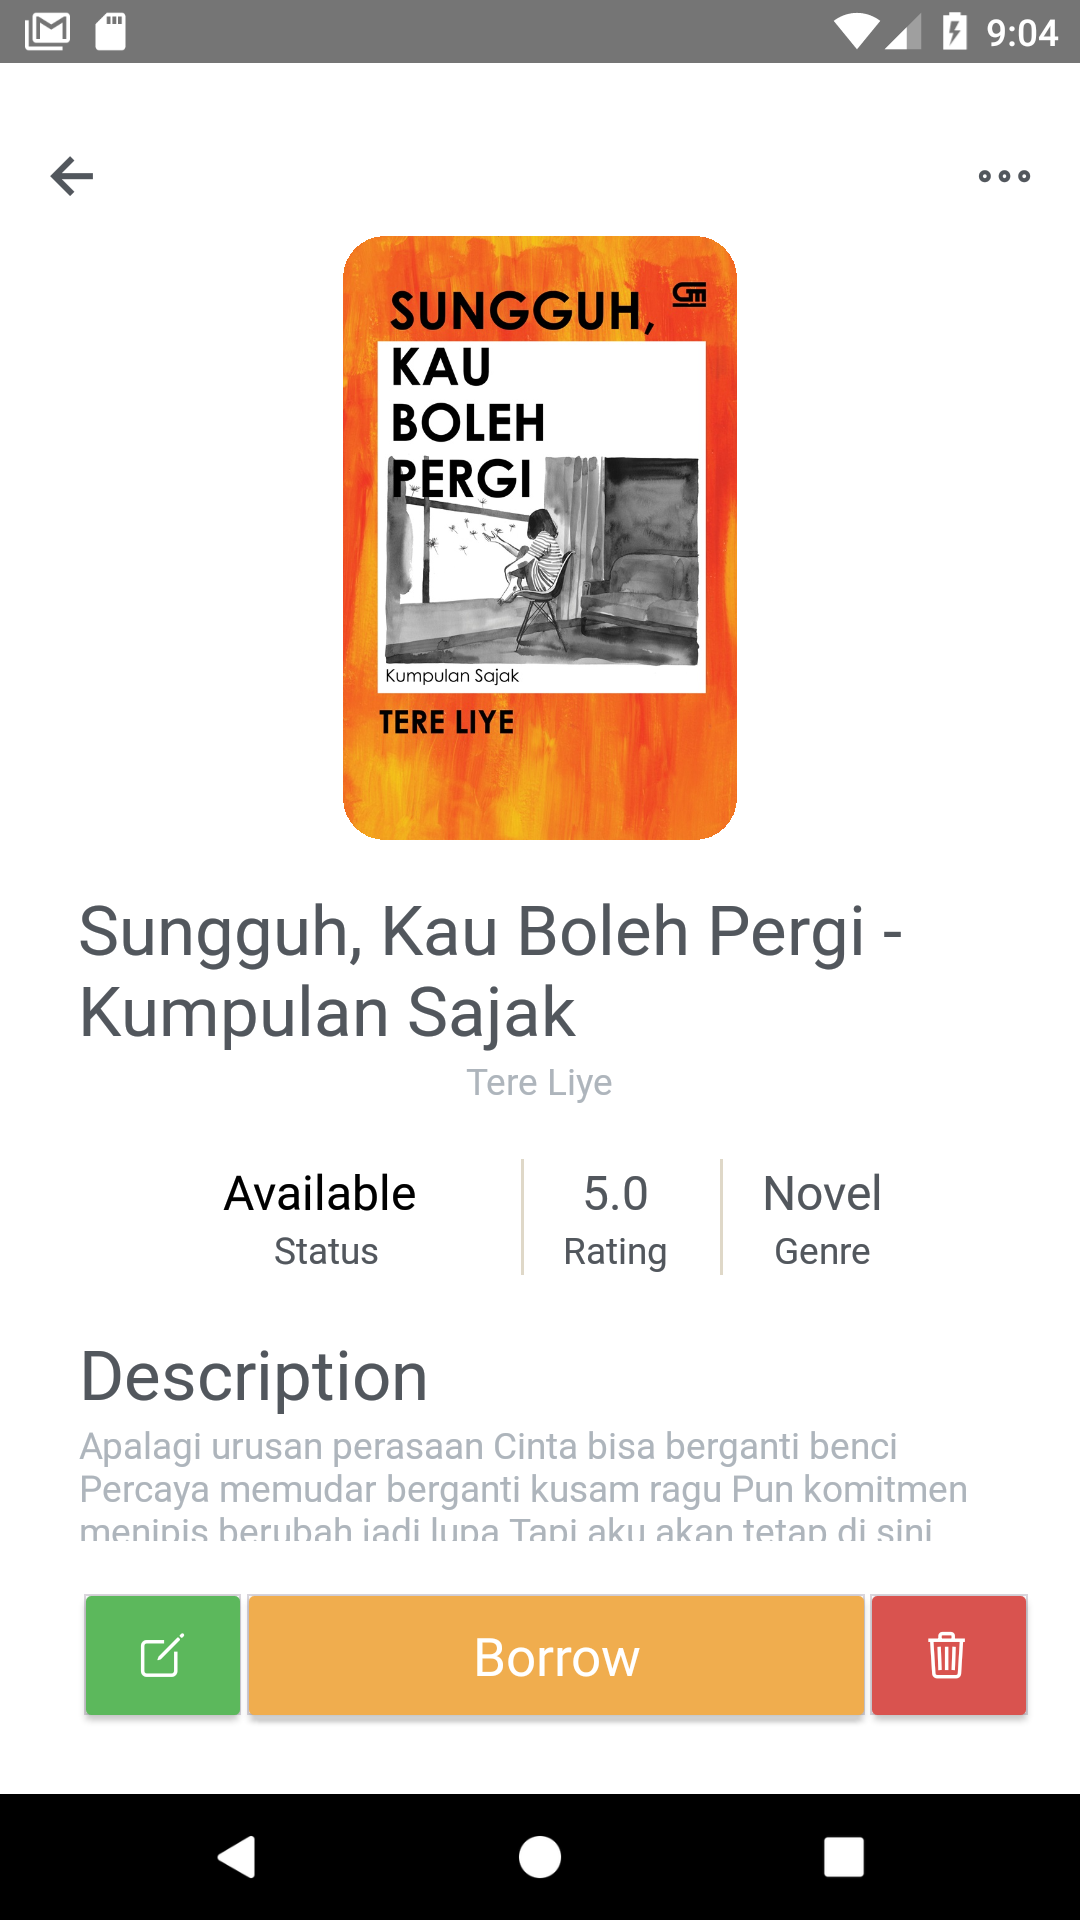 9:04
SUNGGUH,
GM
KAU
BOLEH
PERGI
Kumpulan Sajak
TERE LIYE
Sungguh, Kau Boleh Pergi -
Kumpulan Sajak
Tere Liye
Available
Status
5.0
Rating
Novel
Genre
Description
Apalagi urusan perasaan Cinta bisa berganti benci
Percaya memudar berganti kusam ragu Pun komitmen
menipis berubah jadi lupa Tapi aku akan tetap di sini
Borrow